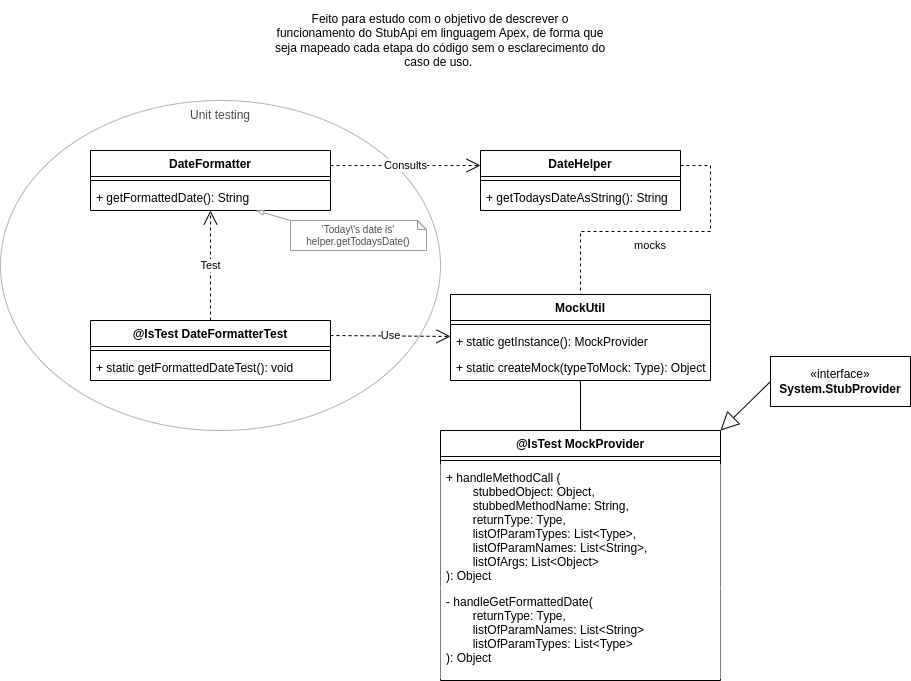 Feito para estudo com o objetivo de descrever o
funcionamento do StubApi em linguagem Apex, de forma que
seja mapeado cada etapa do código sem o esclarecimento do
caso de uso.
Unit testing
DateFormatter
+ getFormattedDate(): String
Consults
DateHelper
+ getTodaysDateAsString(): String
'Today\'s date is'
helper.getTodaysDate()
mocks
Test
@IsTest DateFormatterTest
+ static getFormattedDateTest(): void
Use
MockUtil
+ static getInstance(): MockProvider
+ static createMock(typeToMock: Type): Object
«interface»
System.StubProvider
@IsTest MockProvider
+ handleMethodCall (
stubbedObject: Object,
stubbedMethodName: String,
returnType: Type,
listOfParamTypes: List<Type>,
listOfParamNames: List<String>,
listOfArgs: List<Object>
): Object
- handleGetFormattedDate(
returnType: Type,
listOfParamNames: List<String>
listOfParamTypes: List<Type>
): Object